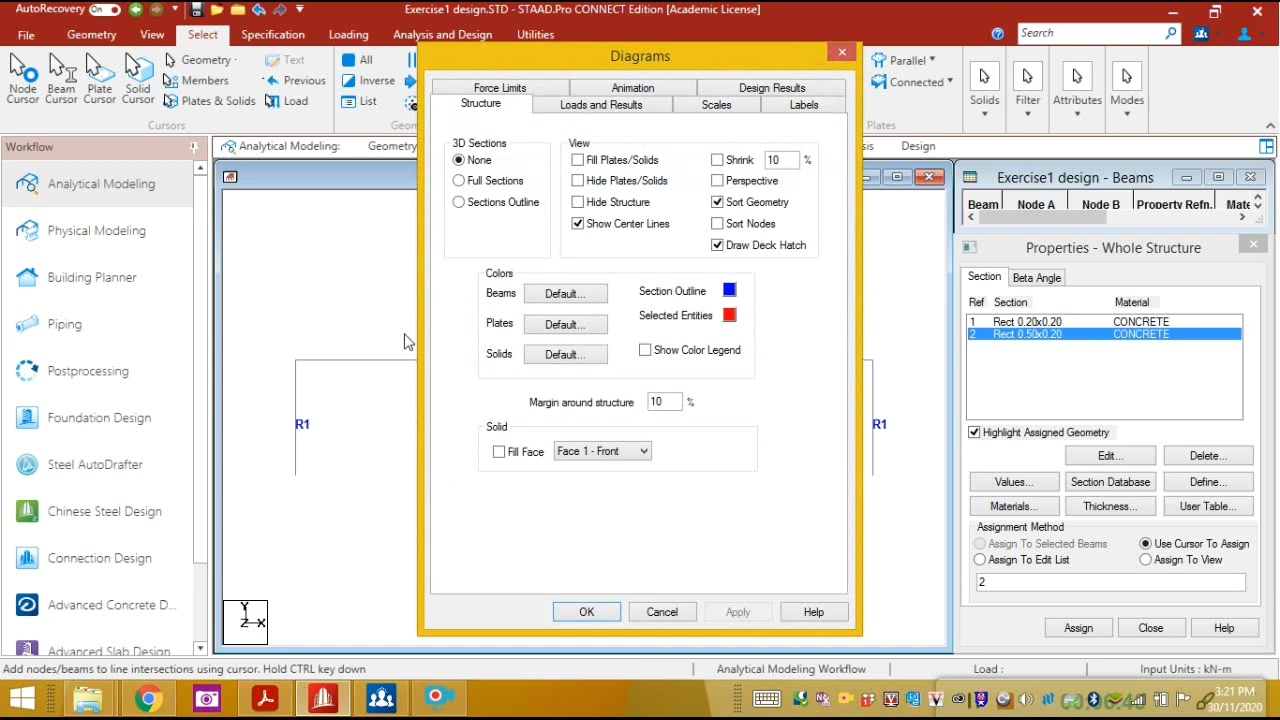 AutoRecovery On
Exercise1 design.STD - STAAD.Pro CONNECT Edition [Academic License]
File Geometry View Select Specification Loading Analysis and Design Utilities Search
Node Cursor
Beam Cursor
Plate Cursor
Solid Cursor
Cursors
Geometry
Members
Plates & Solids
Text
Previous
Load
All
Inverse
List
Parallel
Connected
Plates
Solids
Filter
Attributes
Modes
Workflow
Analytical Modeling
Physical Modeling
Building Planner
Piping
Postprocessing
Foundation Design
Steel AutoDrafter
Chinese Steel Design
Connection Design
Advanced Concrete D...
Advanced Slab Design
Analytical Modeling: Geometry
Design
R1
R1
Y
Z X
Diagrams
Force Limits Animation Design Results
Structure Loads and Results Scales Labels
3D Sections
None
Full Sections
Sections Outline
View
Fill Plates/Solids
Hide Plates/Solids
Hide Structure
Show Center Lines
Shrink 10 %
Perspective
Sort Geometry
Sort Nodes
Draw Deck Hatch
Colors
Beams Default...
Plates Default...
Solids Default...
Section Outline
Selected Entities
Show Color Legend
Margin around structure 10 %
Solid
Fill Face Face 1 - Front
OK Cancel Apply Help
Exercise1 design - Beams
Beam Node A Node B Property Refn.
Properties - Whole Structure
Section Beta Angle
Ref Section Material
1 Rect 0.20x0.20 CONCRETE
2 Rect 0.50x0.20 CONCRETE
Highlight Assigned Geometry
Edit... Delete...
Values... Section Database Define...
Materials... Thickness... User Table...
Assignment Method
Assign To Selected Beams Use Cursor To Assign
Assign To Edit List Assign To View
2
Assign Close Help
Add nodes/beams to line intersections using cursor. Hold CTRL key down
Analytical Modeling Workflow
Load :
Input Units : kN-m
3:21 PM
30/11/2020